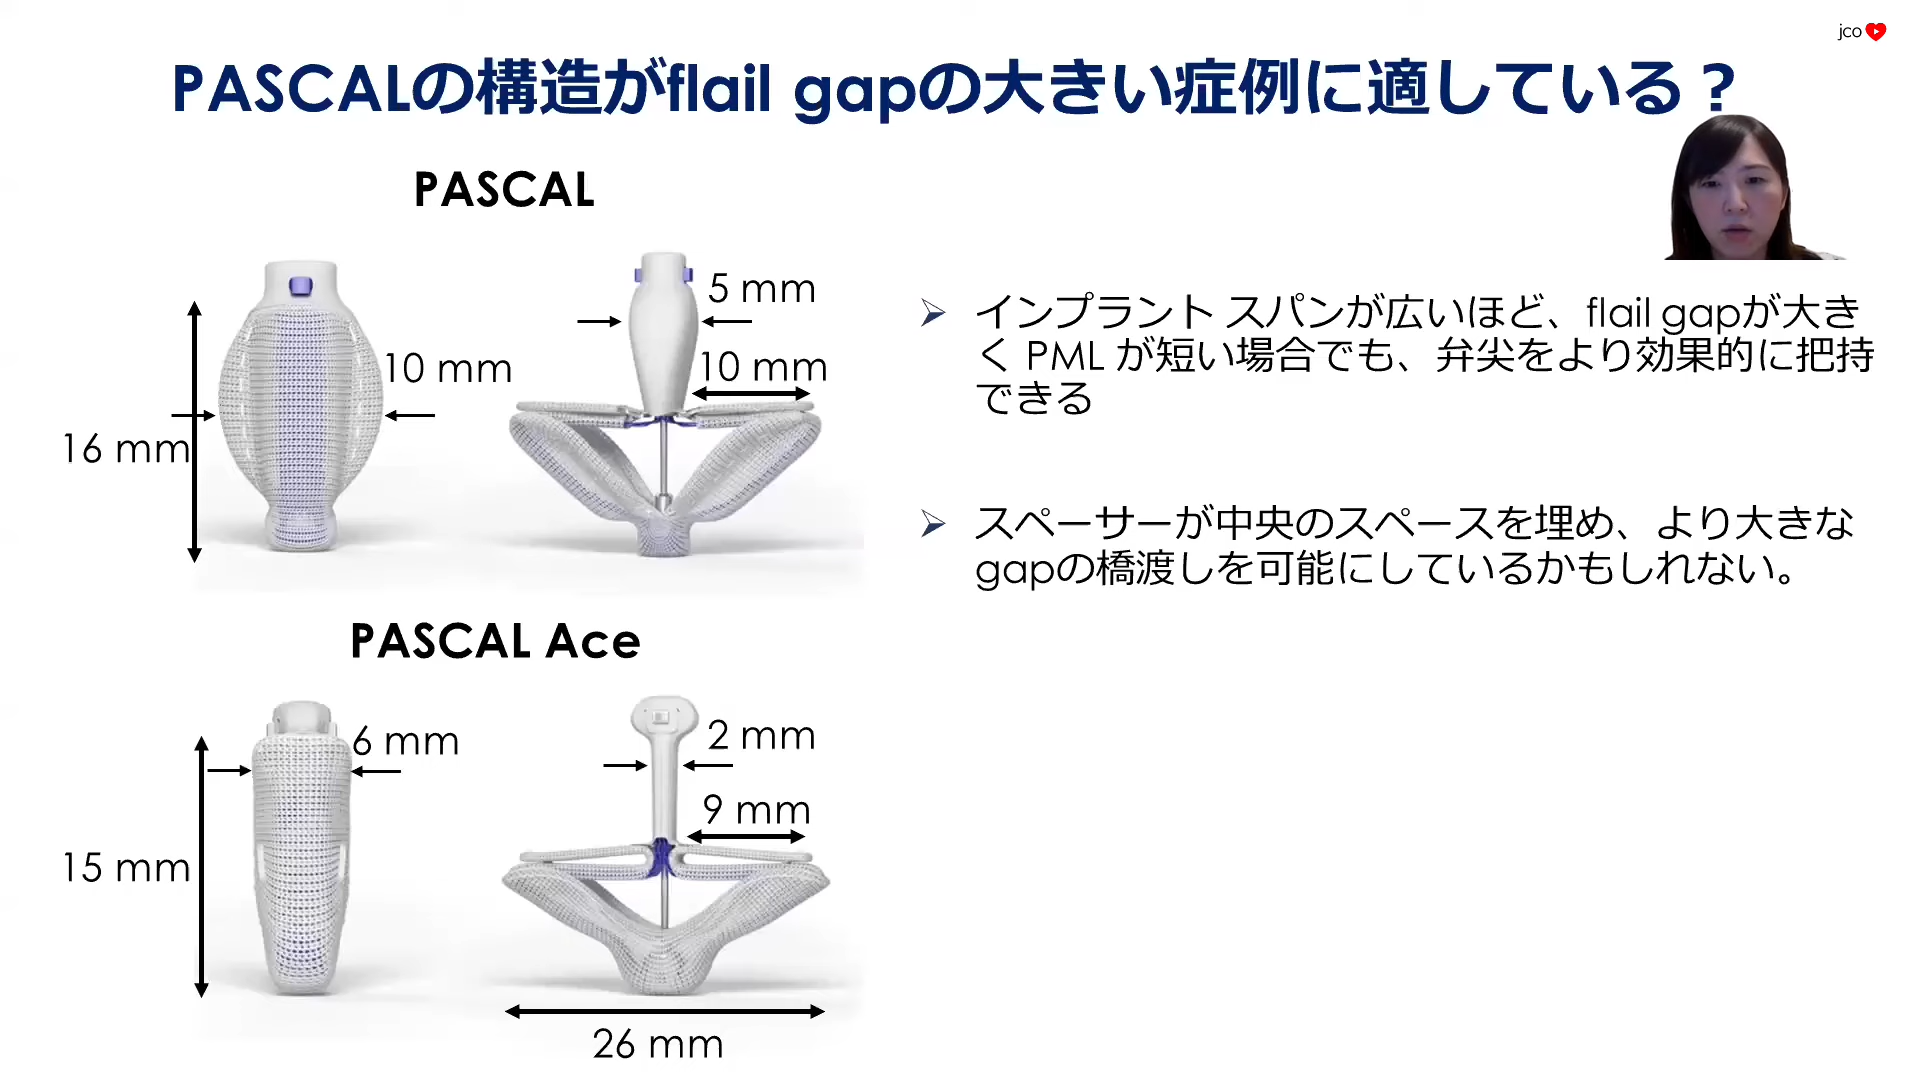 jco
PASCALの構造がflail gapの大きい症例に適している？
PASCAL
5 mm
10 mm
10 mm
16 mm
➢ インプラント スパンが広いほど、flail gapが大き
く PML が短い場合でも、弁尖をより効果的に把持
できる
➢ スペーサーが中央のスペースを埋め、より大きな
gapの橋渡しを可能にしているかもしれない。
PASCAL Ace
6 mm
2 mm
9 mm
15 mm
26 mm